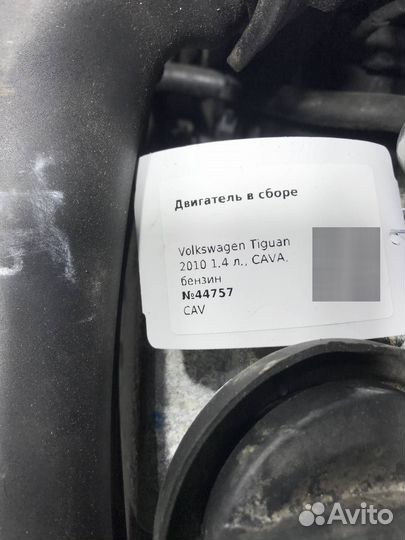 Двигатель в сборе
Volkswagen Tiguan
2010 1.4 л., CAVA,
бензин
№44757
CAV
Avito